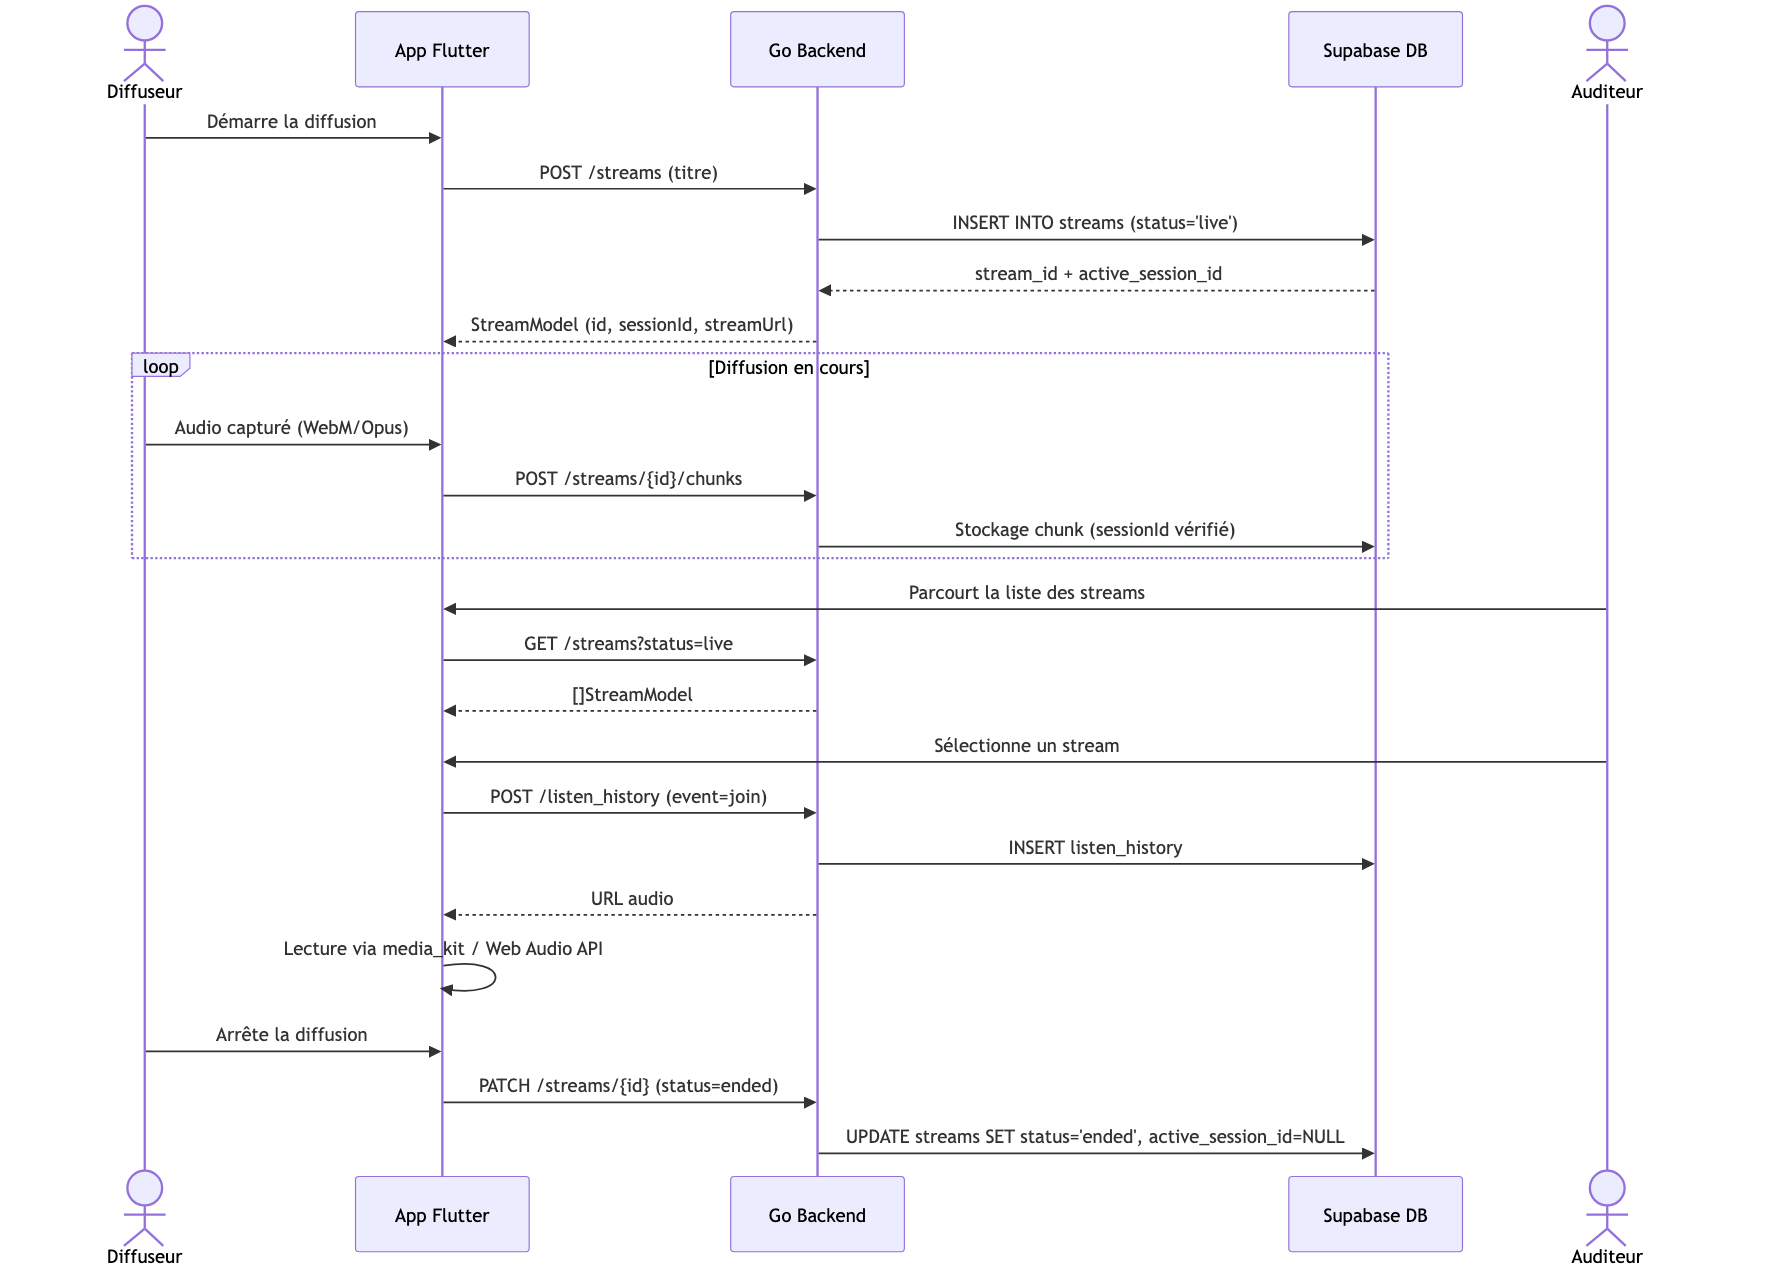 Diffuseur
App Flutter
Go Backend
Supabase DB
Auditeur
Démarre la diffusion
POST /streams (titre)
INSERT INTO streams (status='live')
stream_id + active_session_id
StreamModel (id, sessionId, streamUrl)
loop
[Diffusion en cours]
Audio capturé (WebM/Opus)
POST /streams/{id}/chunks
Stockage chunk (sessionId vérifié)
Parcourt la liste des streams
GET /streams?status=live
[]StreamModel
Sélectionne un stream
POST /listen_history (event=join)
INSERT listen_history
URL audio
Lecture via media_kit / Web Audio API
Arrête la diffusion
PATCH /streams/{id} (status=ended)
UPDATE streams SET status='ended', active_session_id=NULL
Diffuseur
App Flutter
Go Backend
Supabase DB
Auditeur